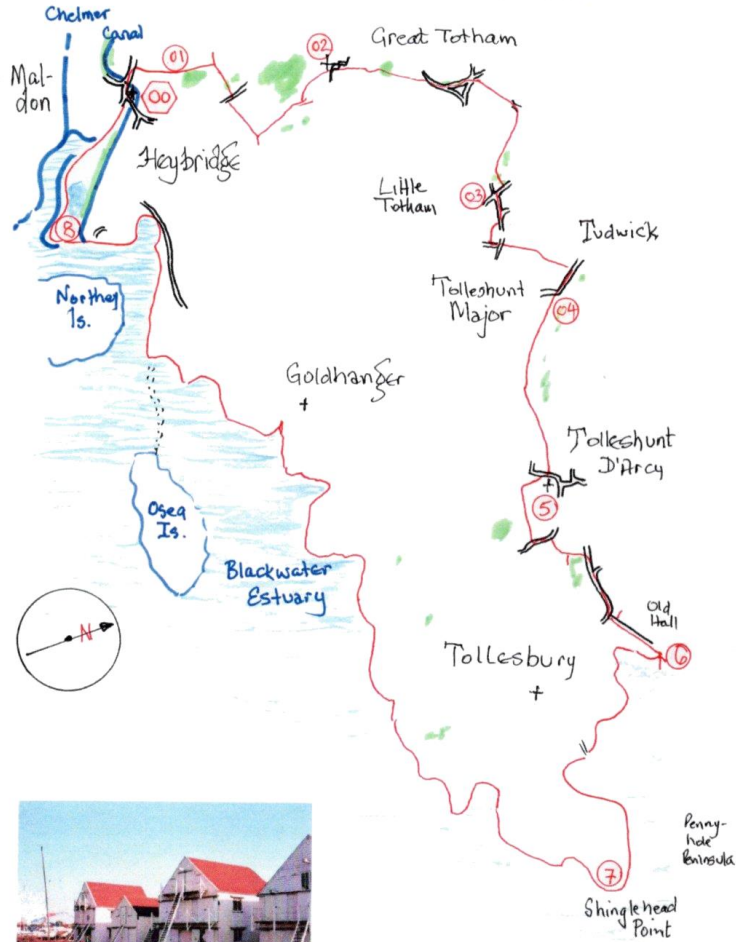 Chelmer
Canal
01
02
Great Totham
Mal-
don
00
Heybridge
Little
Totham
03
Tudwick
8
Tolleshunt
Major
04
Northey
Is.
Goldhanger
Tolleshunt
D'Arcy
5
Osea
Is.
Blackwater
Estuary
N
Old
Hall
Tollesbury
6
Penny-
hole
Peninsula
7
Shinglehead
Point